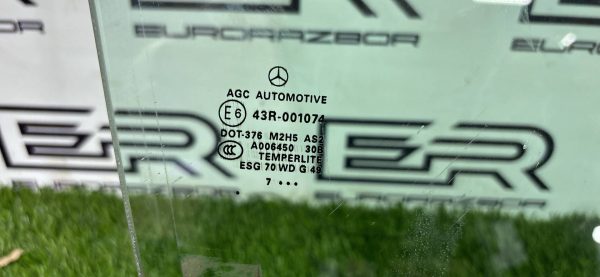 EURORAZBOR
AGC AUTOMOTIVE
E6 43R-001074
DOT-376 M2H5 AS2
CCC A006450 30B
TEMPERLITE
ESG 70 WD G 49
7 •••
ER
ER